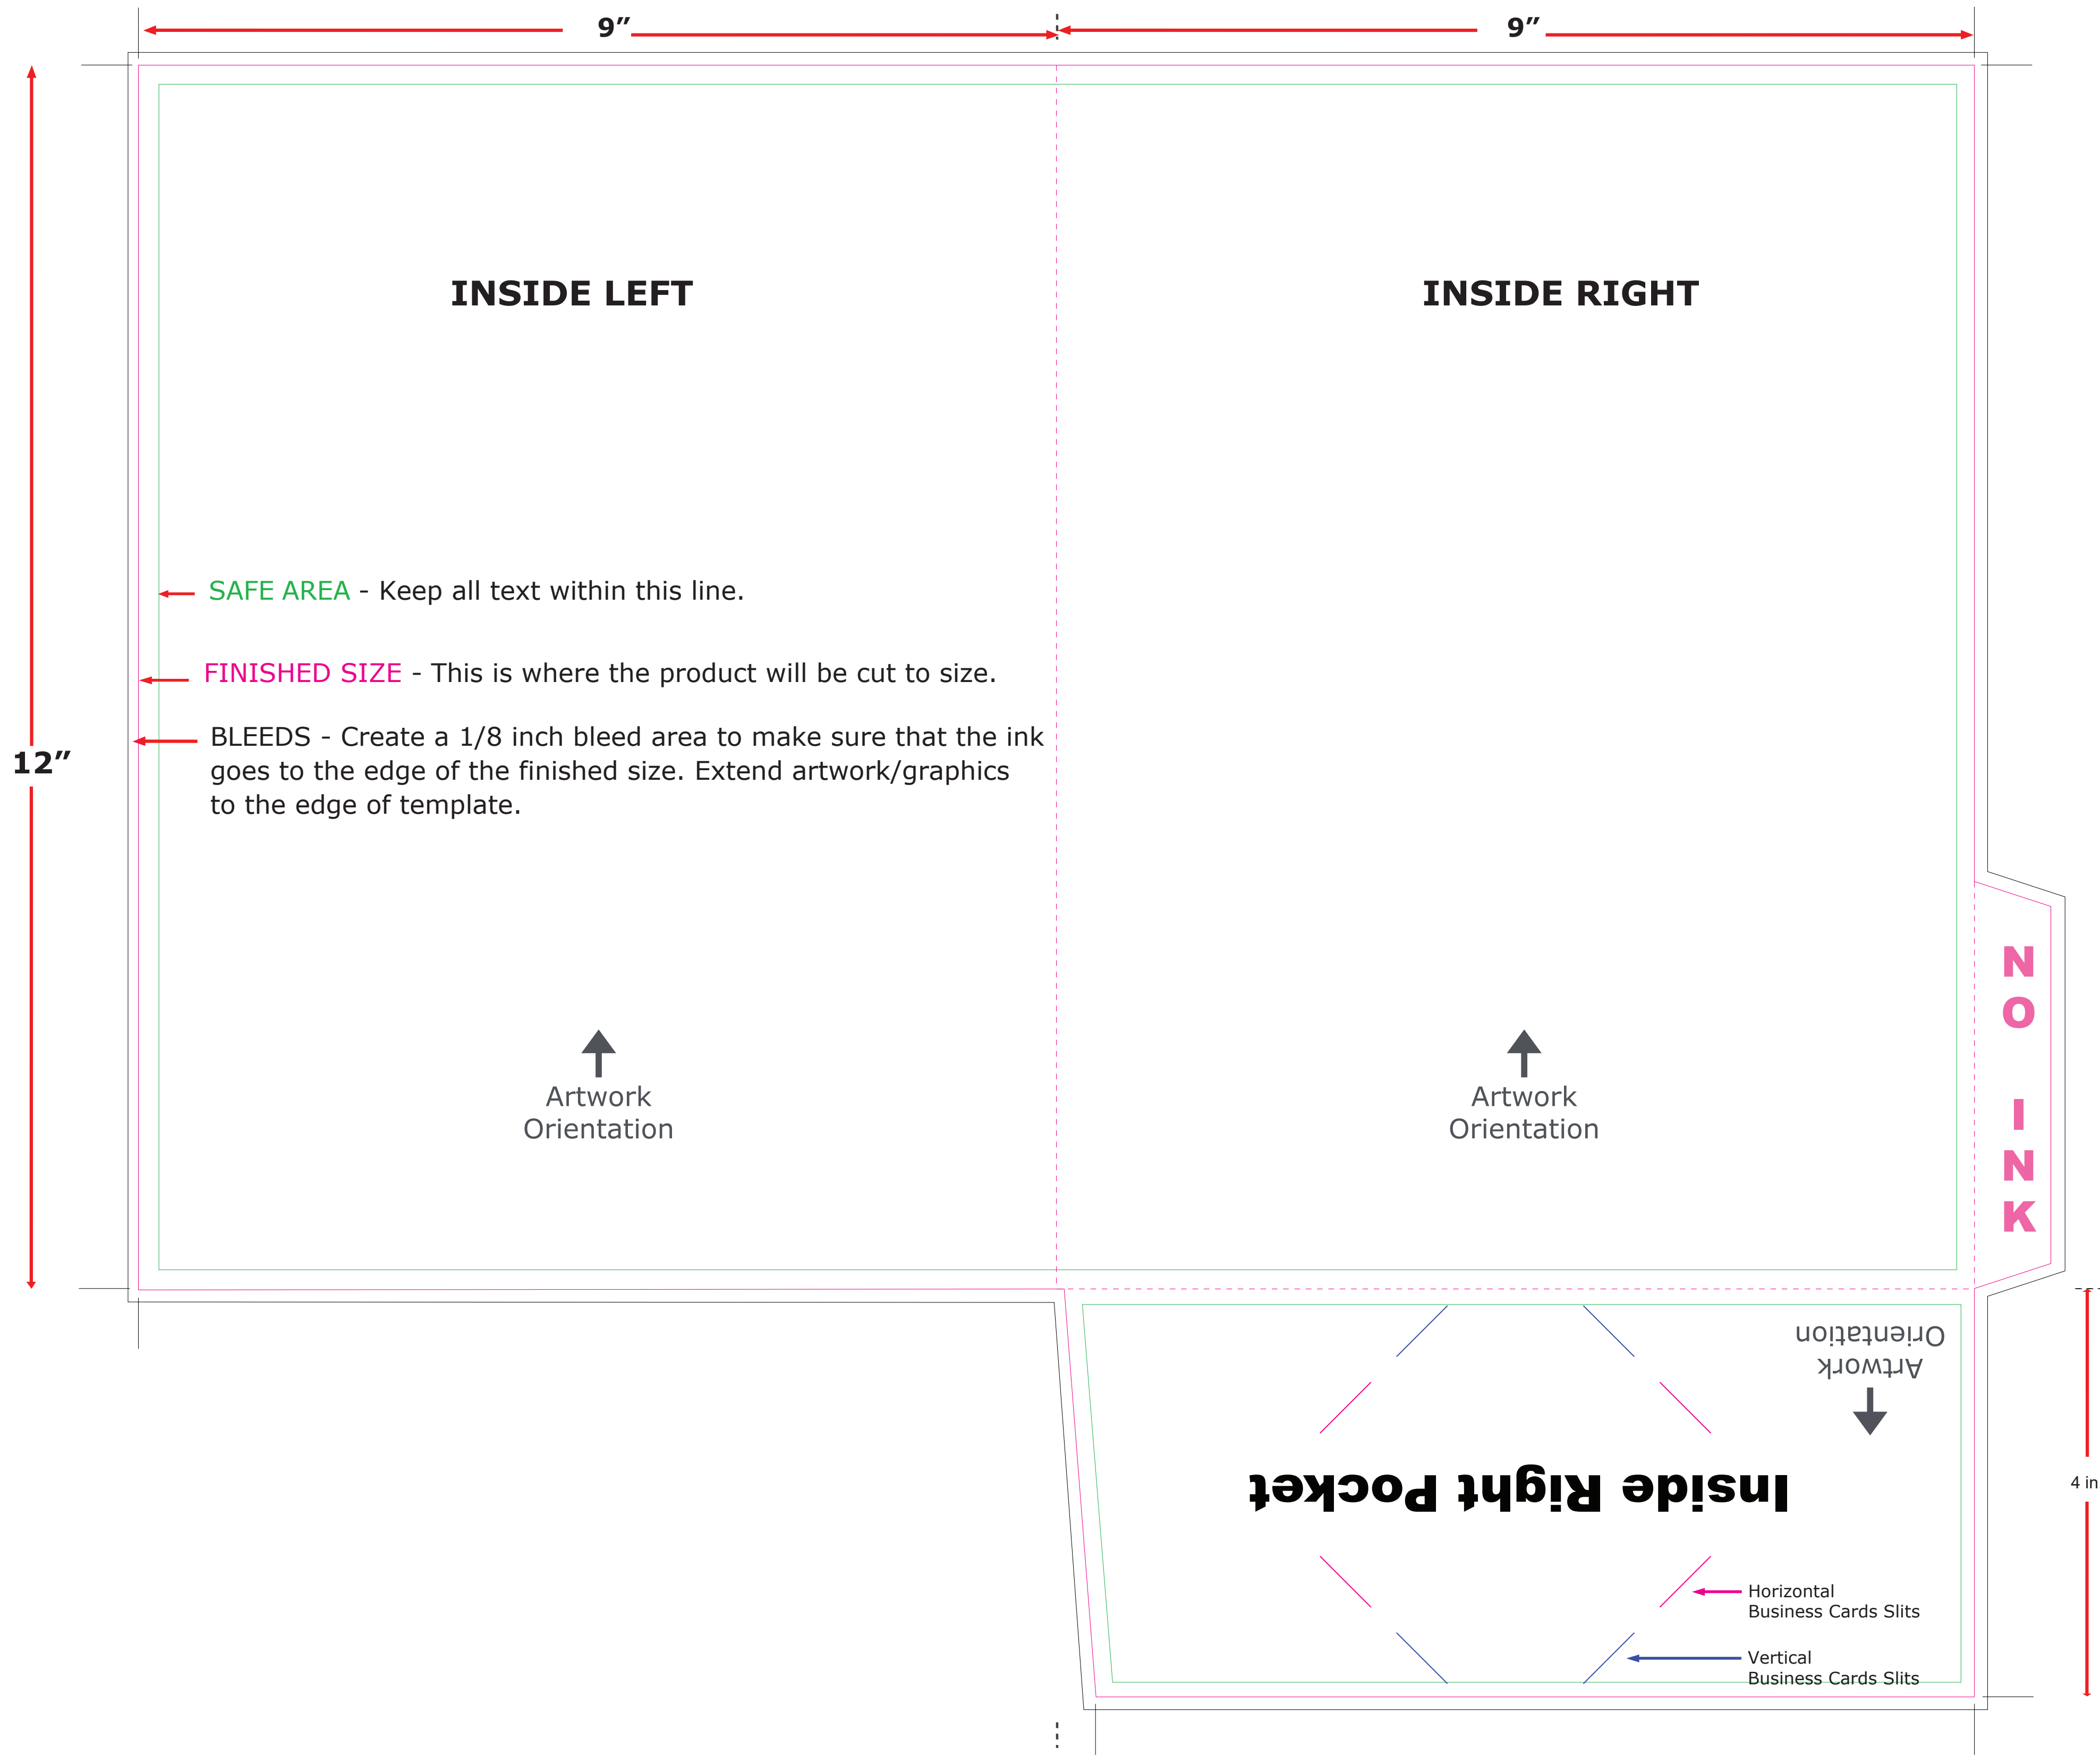 9″
9″
INSIDE LEFT
INSIDE RIGHT
SAFE AREA - Keep all text within this line.
FINISHED SIZE - This is where the product will be cut to size.
BLEEDS - Create a 1/8 inch bleed area to make sure that the ink
goes to the edge of the finished size. Extend artwork/graphics
to the edge of template.
12″
Artwork
Orientation
Artwork
Orientation
NO INK
Artwork
Orientation
Inside Right Pocket
4 in
Horizontal
Business Cards Slits
Vertical
Business Cards Slits